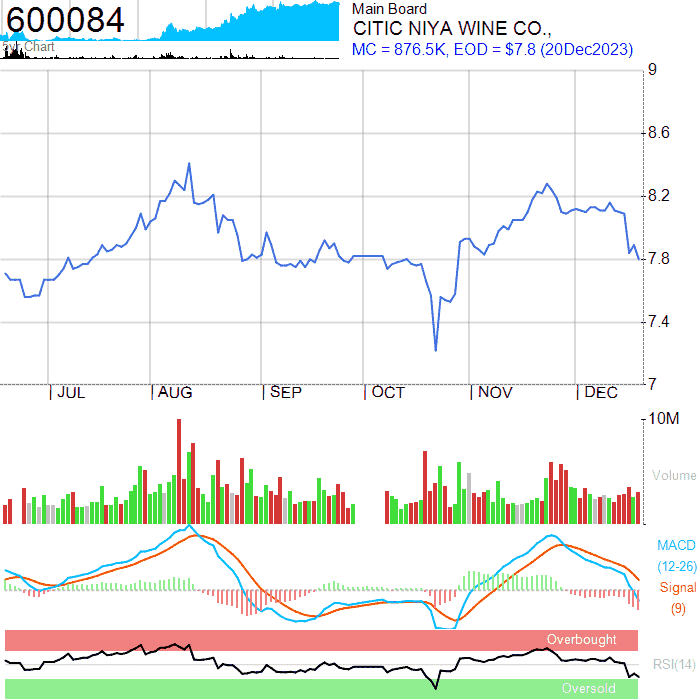 600084
5yr Chart
Main Board
CITIC NIYA WINE CO.,
MC = 876.5K, EOD = $7.8 (20Dec2023)
9
8.6
8.2
7.8
7.4
7
JUL
AUG
SEP
OCT
NOV
DEC
10M
Volume
MACD
(12-26)
Signal
(9)
Overbought
RSI(14)
Oversold